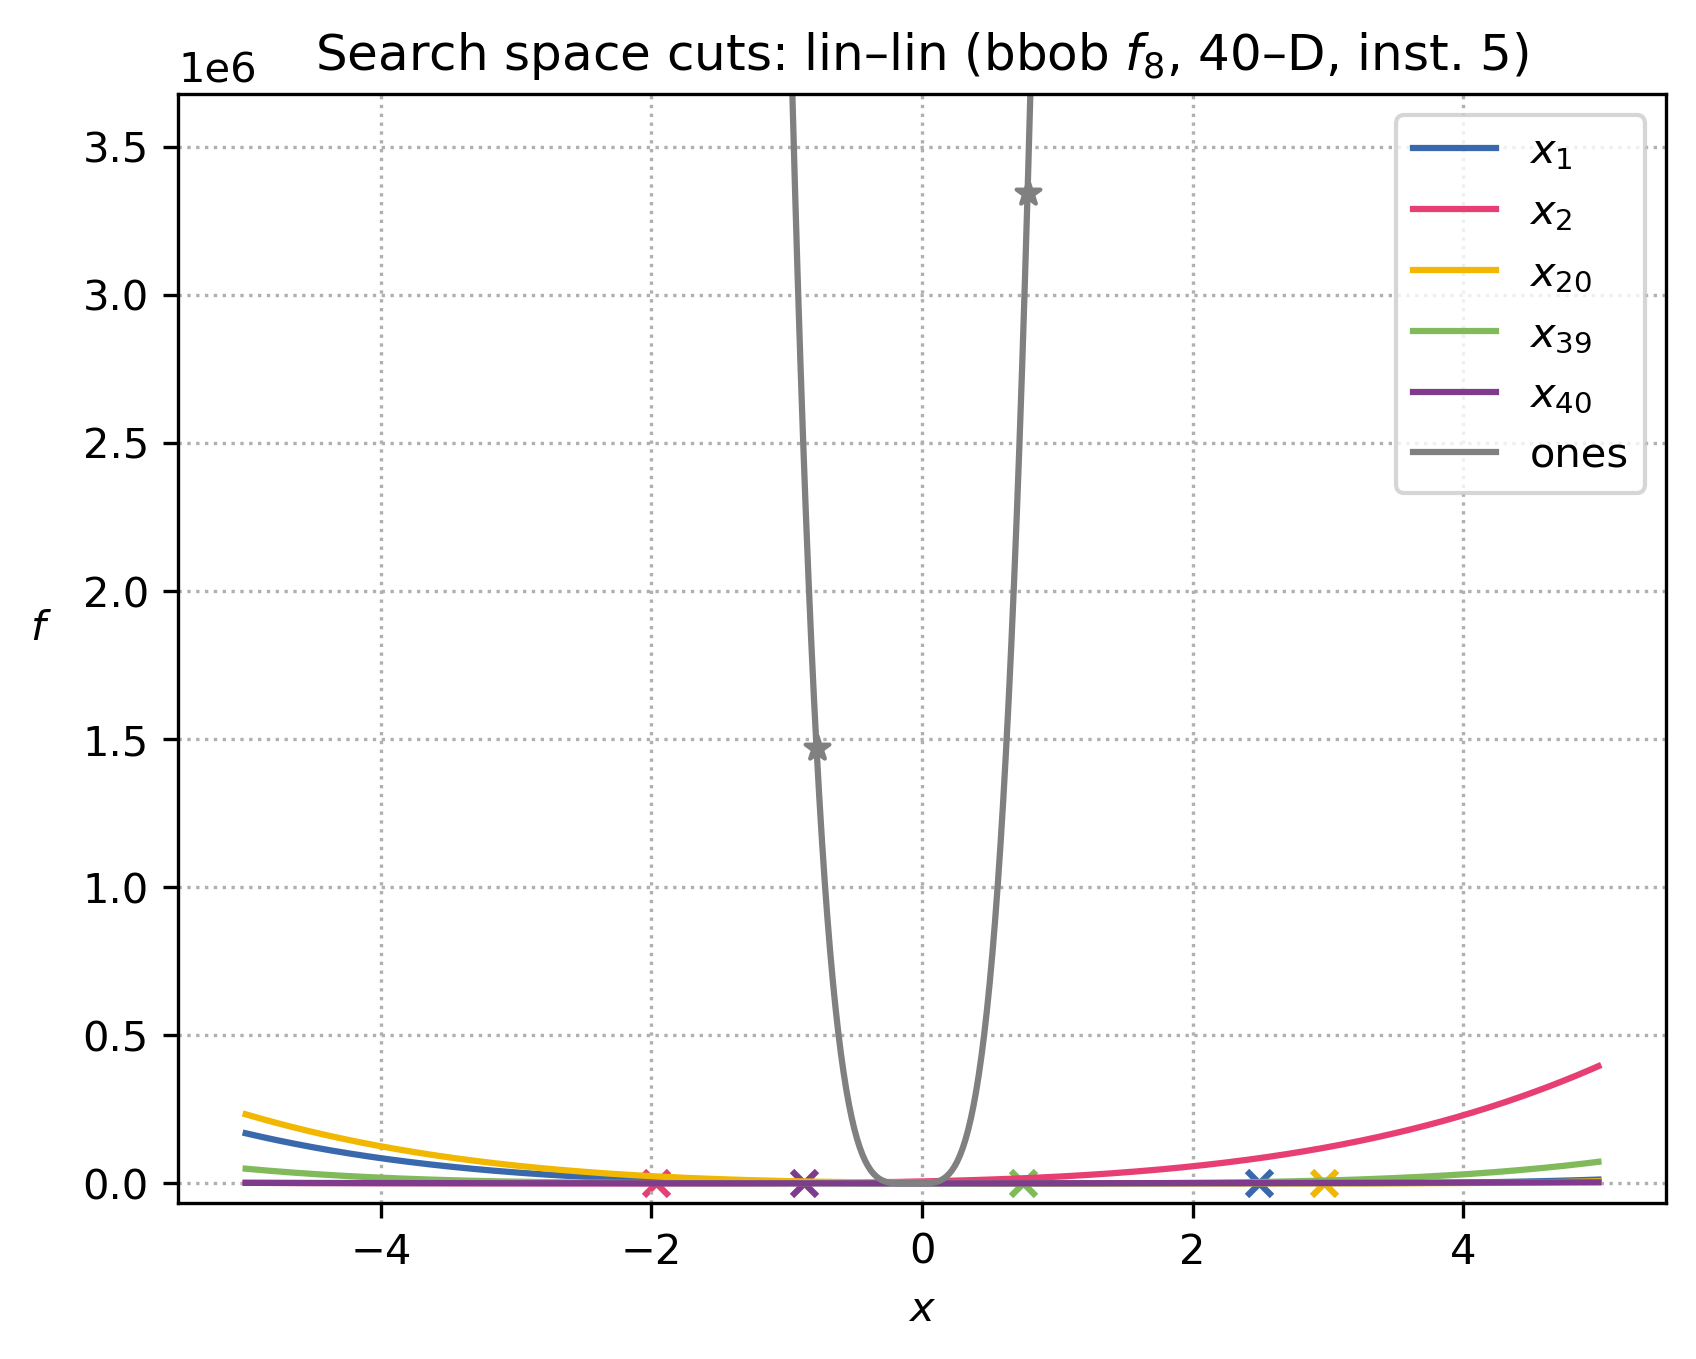 Search space cuts: lin–lin (bbob f₈, 40–D, inst. 5)
1e6
3.5
3.0
2.5
2.0
1.5
1.0
0.5
0.0
f
−4
−2
0
2
4
x
x₁
x₂
x₂₀
x₃₉
x₄₀
ones